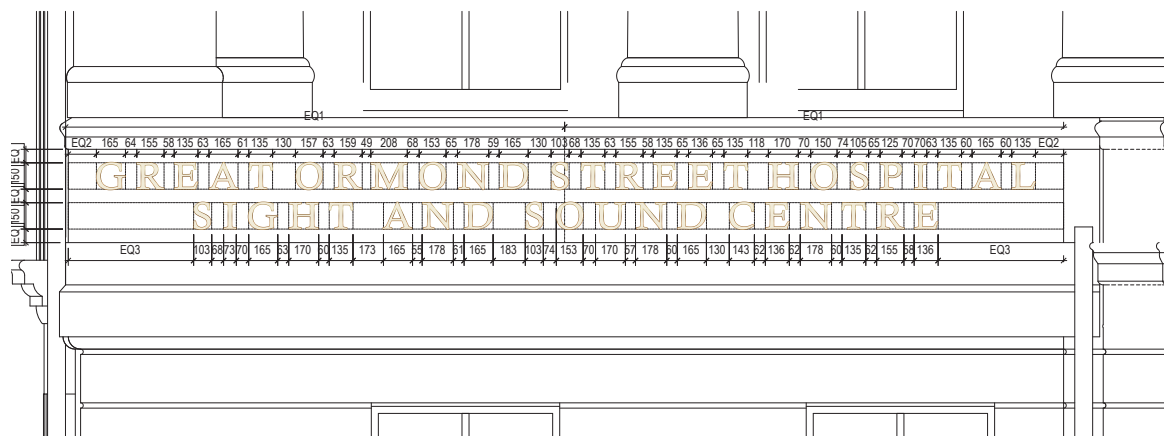 EQ1 EQ1
EQ2 165 64 155 58 135 63 165 61 135 130 157 63 159 49 208 68 153 65 178 59 165 130 103 68 135 63 155 58 135 65 136 65 135 118 170 70 150 74 105 65 125 70 70 63 135 60 165 60 135 EQ2
GREAT ORMOND STREET HOSPITAL
SIGHT AND SOUND CENTRE
EQ3 103 68 73 70 165 63 170 60 135 173 165 55 178 61 165 183 103 74 153 70 170 57 178 60 165 130 143 62 136 62 178 60 135 62 155 58 136 EQ3
EQ 150 EQ 150 EQ